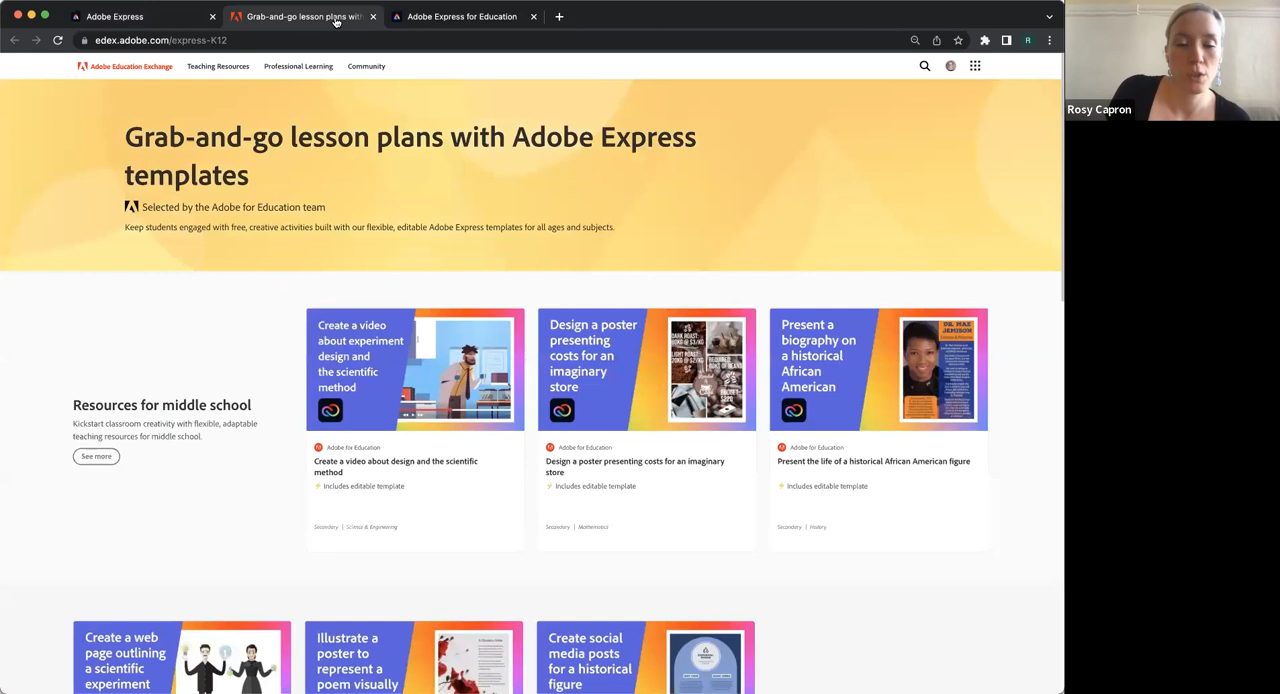 Adobe Express
Grab-and-go lesson plans with
Adobe Express for Education
edex.adobe.com/express-K12
R
Adobe Education Exchange
Teaching Resources
Professional Learning
Community
Rosy Capron
Grab-and-go lesson plans with Adobe Express
templates
Selected by the Adobe for Education team
Keep students engaged with free, creative activities built with our flexible, editable Adobe Express templates for all ages and subjects.
Resources for middle school
Kickstart classroom creativity with flexible, adaptable
teaching resources for middle school.
See more
Create a video
about experiment
design and
the scientific
method
Adobe for Education
Create a video about design and the scientific
method
Includes editable template
Secondary | Science & Engineering
Design a poster
presenting
costs for an
imaginary
store
DARK ROAST
LIGHT ROAST
Adobe for Education
Design a poster presenting costs for an imaginary
store
Includes editable template
Secondary | Mathematics
Present a
biography on
a historical
African
American
DR. MAE
JEMISON
Adobe for Education
Present the life of a historical African American figure
Includes editable template
Secondary | History
Create a web
page outlining
a scientific
experiment
Illustrate a
poster to
represent a
poem visually
Create social
media posts
for a historical
figure